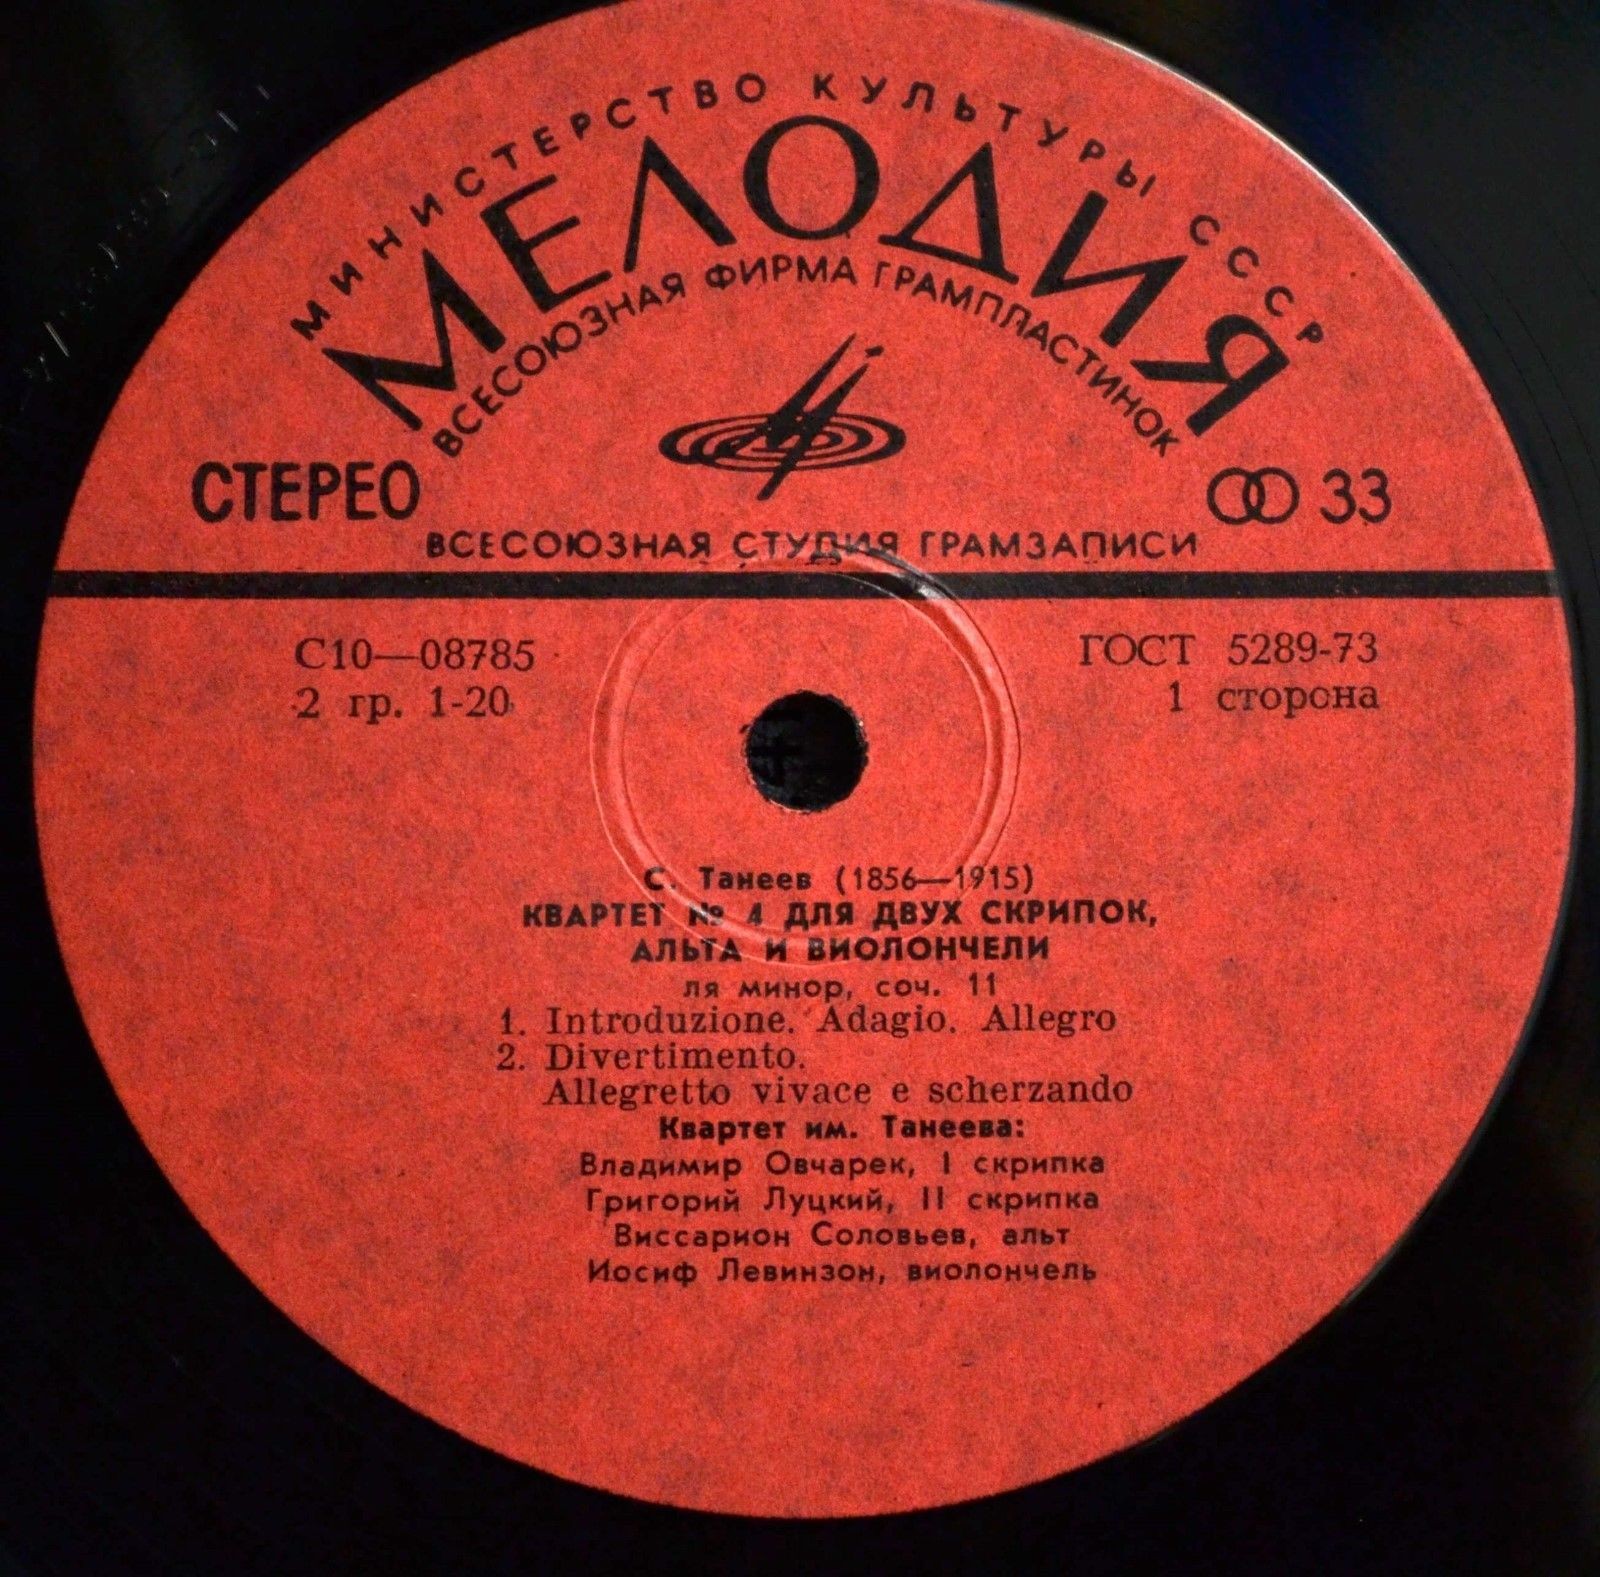 МИНИСТЕРСТВО КУЛЬТУРЫ СССР
МЕЛОДИЯ
ВСЕСОЮЗНАЯ ФИРМА ГРАМПЛАСТИНОК
СТЕРЕО
33
ВСЕСОЮЗНАЯ СТУДИЯ ГРАМЗАПИСИ
С10—08785
ГОСТ 5289-73
2 гр. 1-20
1 сторона
С. Танеев (1856—1915)
КВАРТЕТ № 4 ДЛЯ ДВУХ СКРИПОК,
АЛЬТА И ВИОЛОНЧЕЛИ
ля минор, соч. 11
1. Introduzione. Adagio. Allegro
2. Divertimento.
Allegretto vivace e scherzando
Квартет им. Танеева:
Владимир Овчарек, I скрипка
Григорий Луцкий, II скрипка
Виссарион Соловьев, альт
Иосиф Левинзон, виолончель